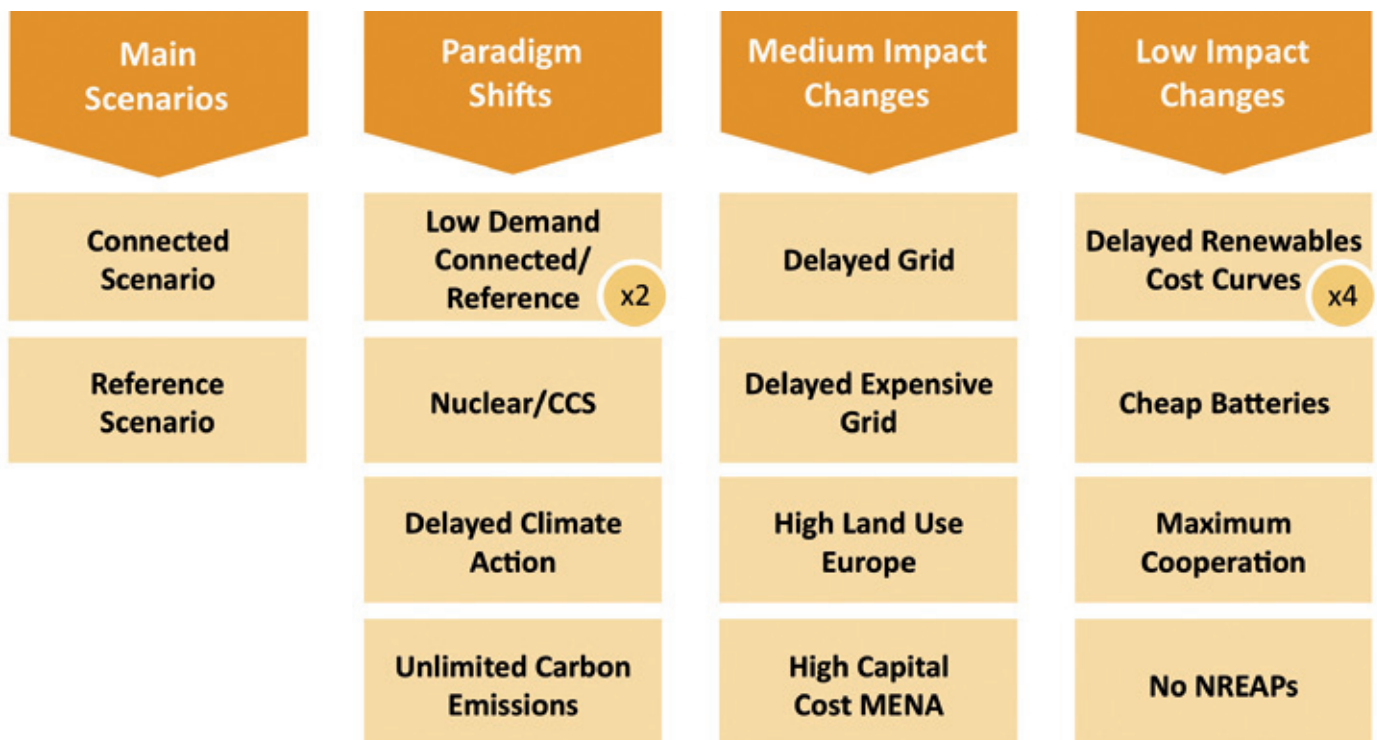 Main
Scenarios
Paradigm
Shifts
Medium Impact
Changes
Low Impact
Changes
Connected
Scenario
Low Demand
Connected/
Reference
x2
Delayed Grid
Delayed Renewables
Cost Curves
x4
Reference
Scenario
Nuclear/CCS
Delayed Expensive
Grid
Cheap Batteries
Delayed Climate
Action
High Land Use
Europe
Maximum
Cooperation
Unlimited Carbon
Emissions
High Capital
Cost MENA
No NREAPs